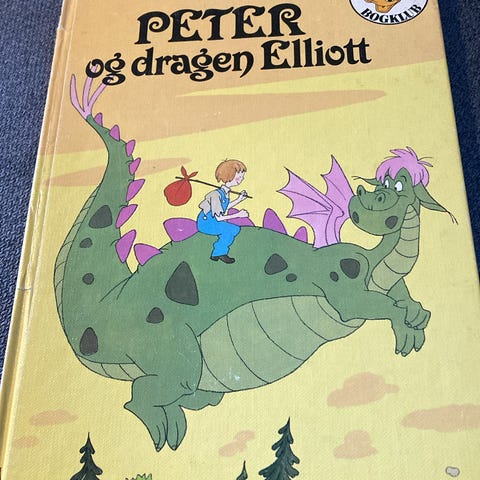 PETER
og dragen Elliott
BOGKLUB